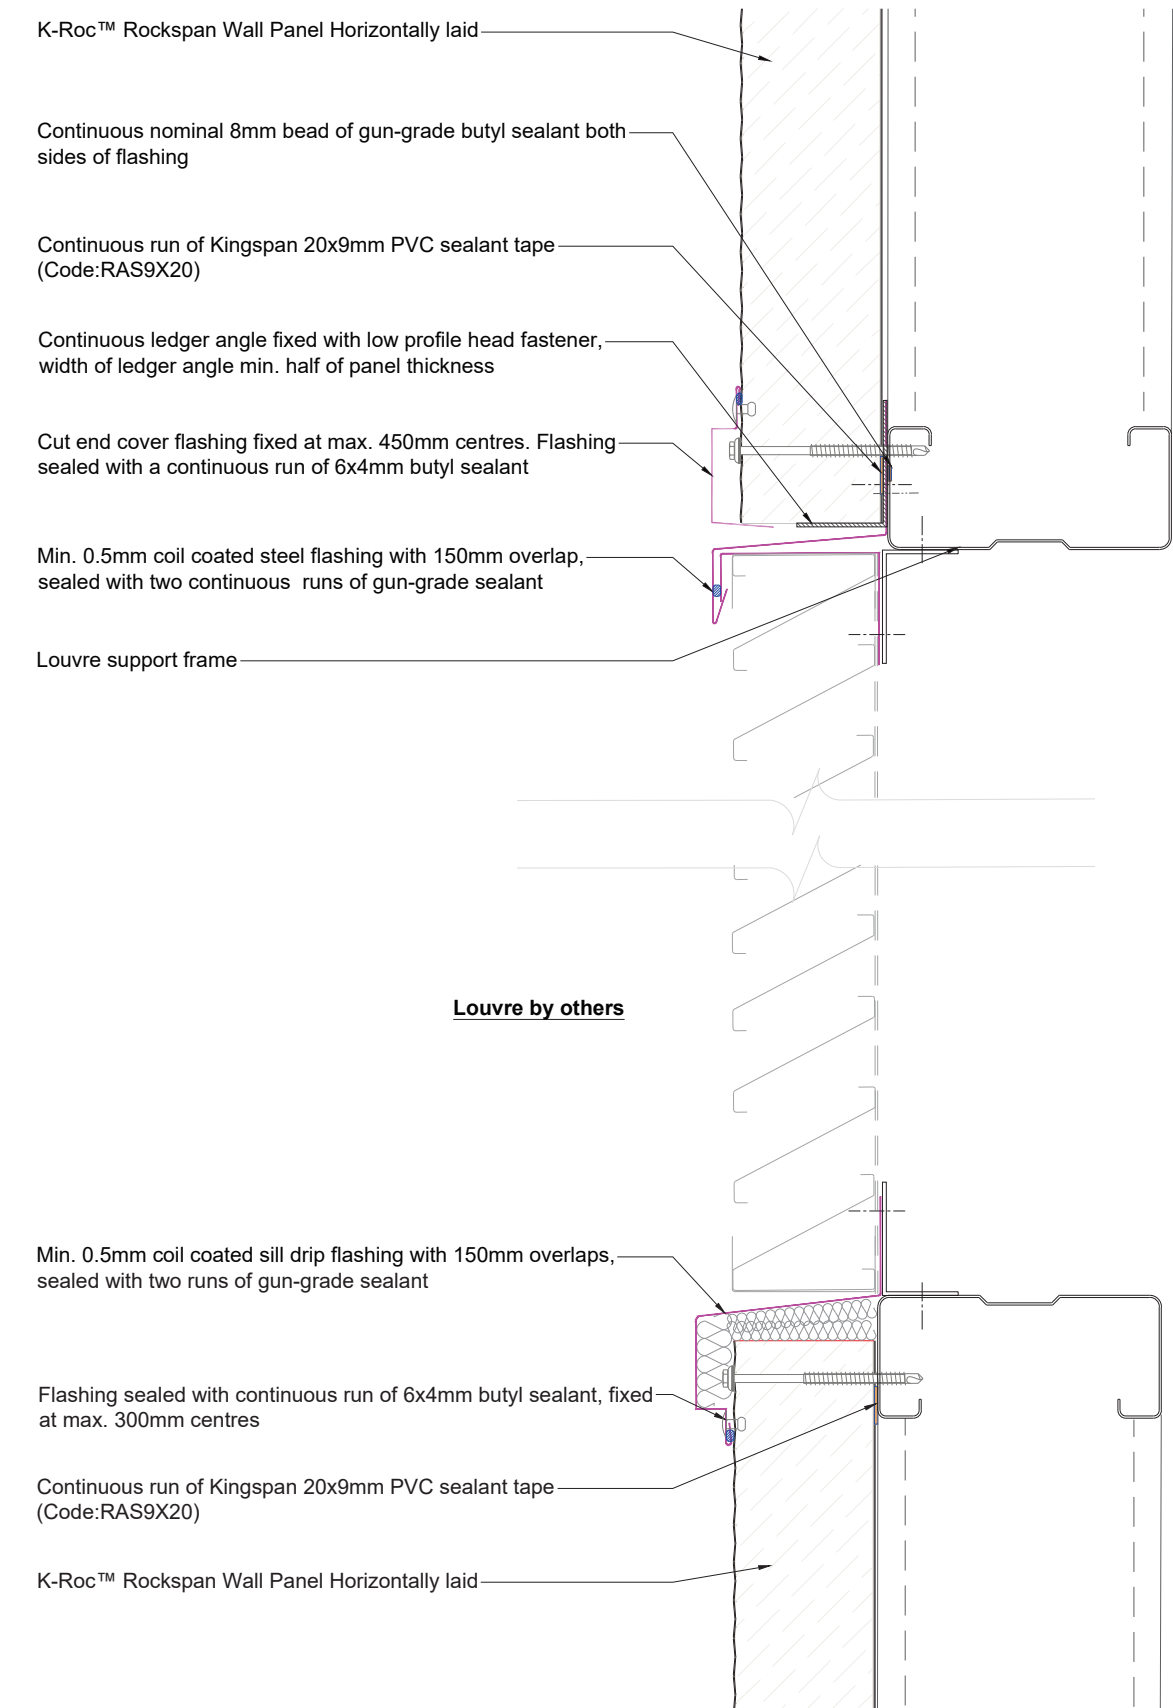 K-Roc™ Rockspan Wall Panel Horizontally laid
Continuous nominal 8mm bead of gun-grade butyl sealant both
sides of flashing
Continuous run of Kingspan 20x9mm PVC sealant tape
(Code:RAS9X20)
Continuous ledger angle fixed with low profile head fastener,
width of ledger angle min. half of panel thickness
Cut end cover flashing fixed at max. 450mm centres. Flashing
sealed with a continuous run of 6x4mm butyl sealant
Min. 0.5mm coil coated steel flashing with 150mm overlap,
sealed with two continuous runs of gun-grade sealant
Louvre support frame
Louvre by others
Min. 0.5mm coil coated sill drip flashing with 150mm overlaps,
sealed with two runs of gun-grade sealant
Flashing sealed with continuous run of 6x4mm butyl sealant, fixed
at max. 300mm centres
Continuous run of Kingspan 20x9mm PVC sealant tape
(Code:RAS9X20)
K-Roc™ Rockspan Wall Panel Horizontally laid